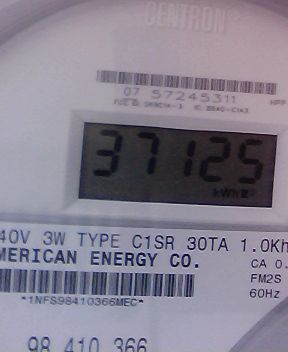 CENTRON
07 57245311
37125
kWh
40V 3W TYPE C1SR 30TA 1.0Kh
MERICAN ENERGY CO.
CA 0.
FM2S
60Hz
*1NFS98410366MEC*
98 410 366